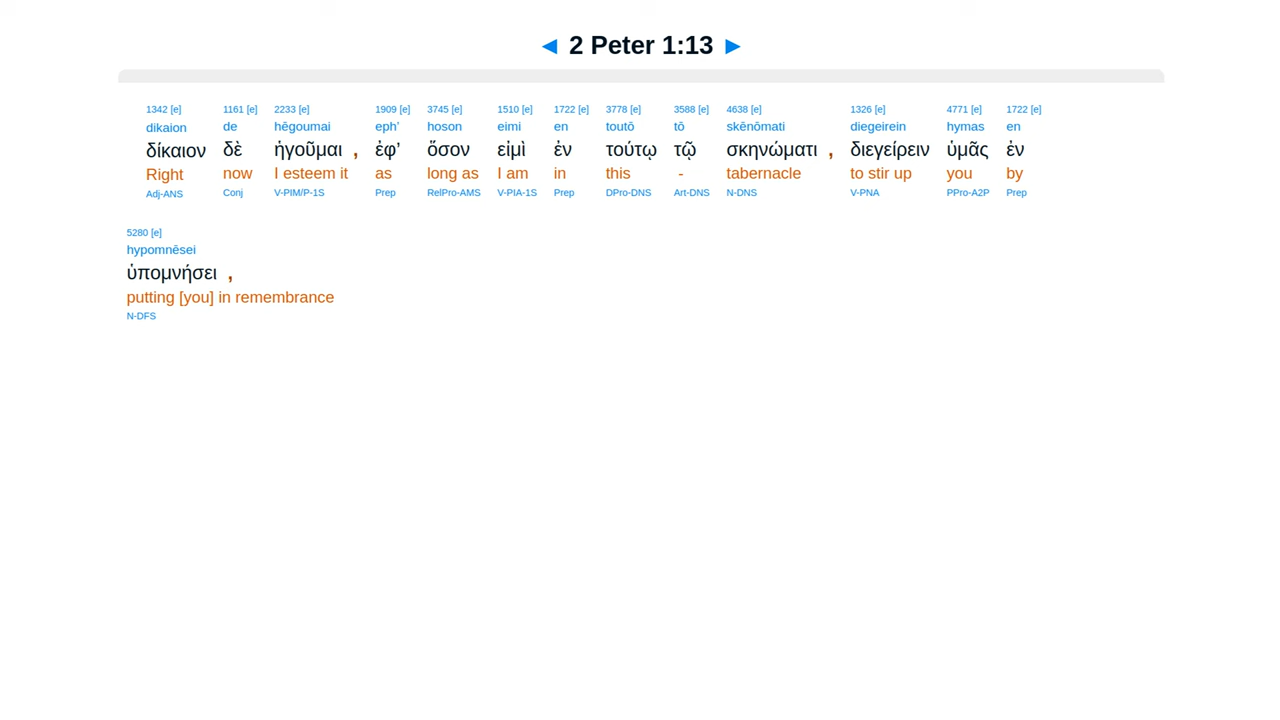 ◄ 2 Peter 1:13 ►
1342 [e] 1161 [e] 2233 [e] 1909 [e] 3745 [e] 1510 [e] 1722 [e] 3778 [e] 3588 [e] 4638 [e] 1326 [e] 4771 [e] 1722 [e]
dikaion de hēgoumai eph’ hoson eimi en toutō tō skēnōmati diegeirein hymas en
δίκαιον δὲ ἡγοῦμαι , ἐφ’ ὅσον εἰμὶ ἐν τούτῳ τῷ σκηνώματι , διεγείρειν ὑμᾶς ἐν
Right now I esteem it as long as I am in this - tabernacle to stir up you by
Adj-ANS Conj V-PIM/P-1S Prep RelPro-AMS V-PIA-1S Prep DPro-DNS Art-DNS N-DNS V-PNA PPro-A2P Prep
5280 [e]
hypomnēsei
ὑπομνήσει ,
putting [you] in remembrance
N-DFS